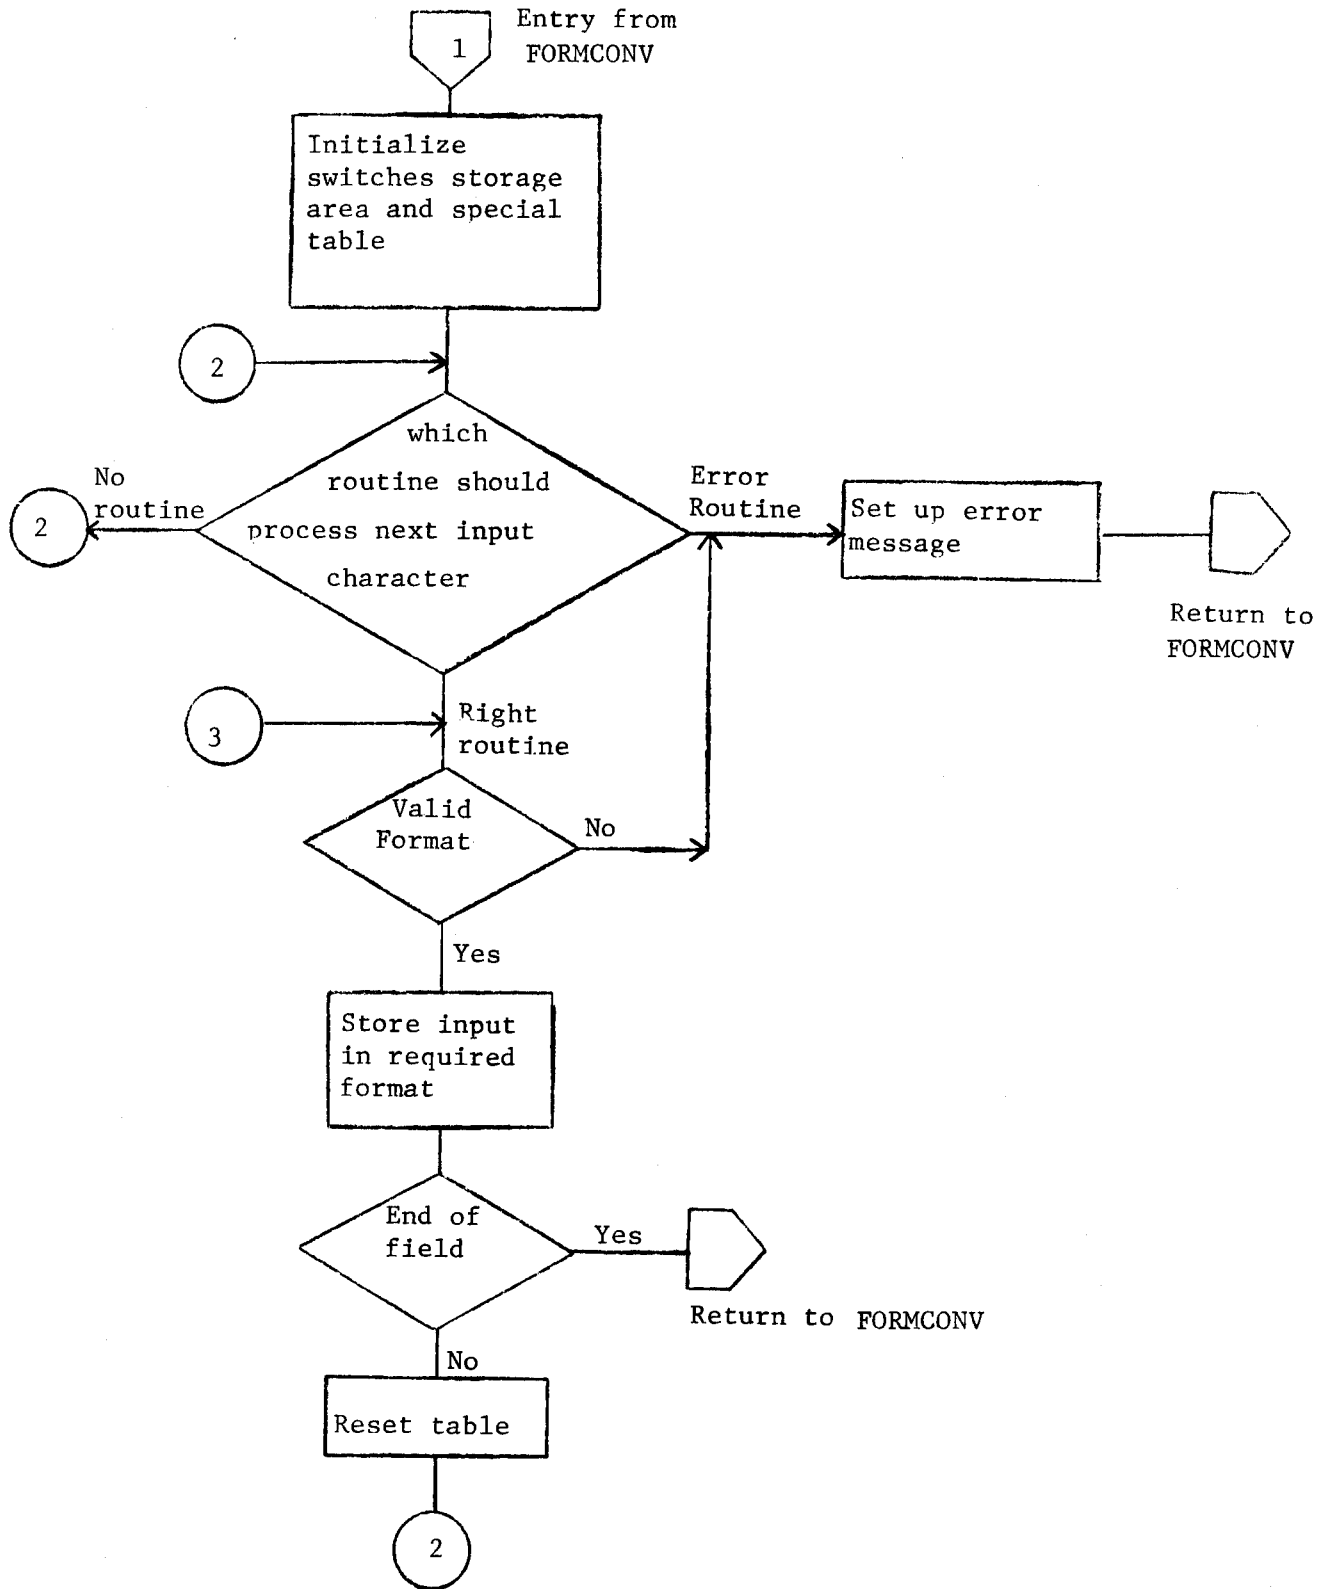 Entry from
FORMCONV
1
Initialize
switches storage
area and special
table
2
which
routine should
process next input
character
No
routine
2
Error
Routine
Set up error
message
Return to
FORMCONV
3
Right
routine
Valid
Format
No
Yes
Store input
in required
format
End of
field
Yes
Return to FORMCONV
No
Reset table
2